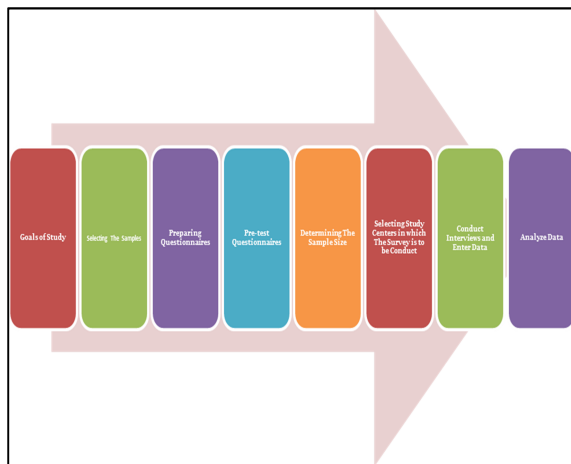 Goals of Study
Selecting The Samples
Preparing
Questionnaires
Pre-test
Questionnaires
Determining The
Sample Size
Selecting Study
Centers in which
The Survey is to
be Conduct
Conduct
Interviews and
Enter Data
Analyze Data